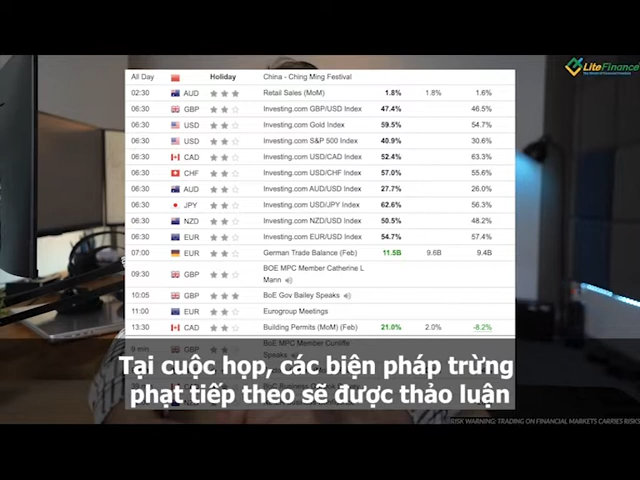 LiteFinance
All Day Holiday China - Ching Ming Festival
02:30 AUD Retail Sales (MoM) 1.8% 1.8% 1.6%
06:30 GBP Investing.com GBP/USD Index 47.4% 46.5%
06:30 USD Investing.com Gold Index 59.5% 54.7%
06:30 USD Investing.com S&P 500 Index 40.9% 30.6%
06:30 CAD Investing.com USD/CAD Index 52.4% 63.3%
06:30 CHF Investing.com USD/CHF Index 57.0% 55.6%
06:30 AUD Investing.com AUD/USD Index 27.7% 26.0%
06:30 JPY Investing.com USD/JPY Index 62.6% 56.3%
06:30 NZD Investing.com NZD/USD Index 50.5% 48.2%
06:30 EUR Investing.com EUR/USD Index 54.7% 57.4%
07:00 EUR German Trade Balance (Feb) 11.5B 9.6B 9.4B
09:30 GBP BOE MPC Member Catherine L
Mann
10:05 GBP BoE Gov Bailey Speaks
11:00 EUR Eurogroup Meetings
13:30 CAD Building Permits (MoM) (Feb) 21.0% 2.0% -8.2%
9 min GBP BoE MPC Member Cunliffe
Tại cuộc họp, các biện pháp trừng
phạt tiếp theo sẽ được thảo luận
RISK WARNING: TRADING ON FINANCIAL MARKETS CARRIES RISKS